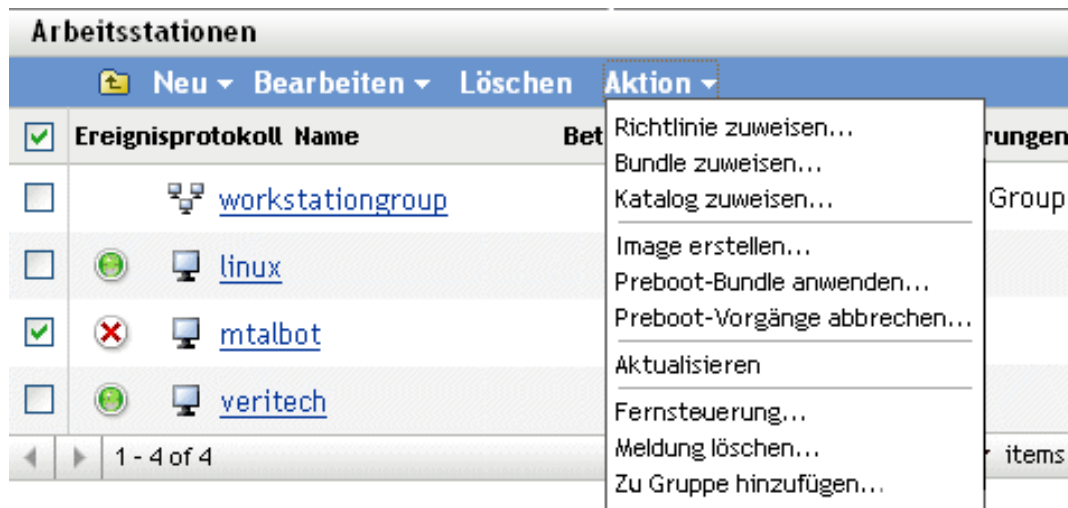 Arbeitsstationen
Neu Bearbeiten Löschen Aktion
Ereignisprotokoll Name Bet rungen
Richtlinie zuweisen...
Bundle zuweisen...
Katalog zuweisen...
workstationgroup Group
Image erstellen...
linux
Preboot-Bundle anwenden...
Preboot-Vorgänge abbrechen...
mtalbot
Aktualisieren
veritech
Fernsteuerung...
Meldung löschen...
1 - 4 of 4 items
Zu Gruppe hinzufügen...